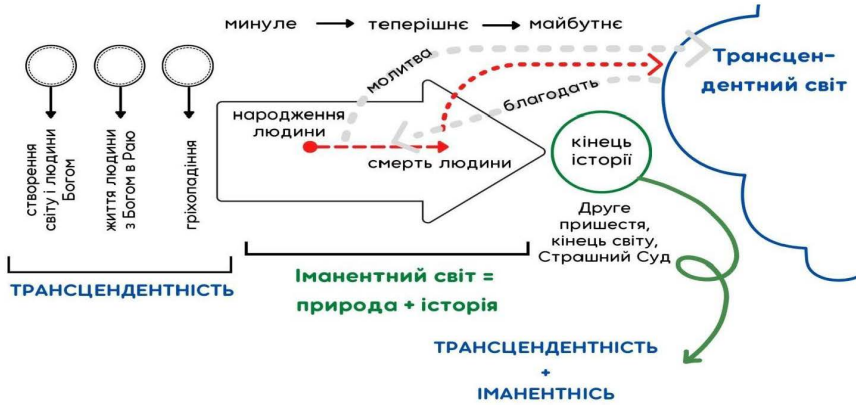 минуле теперішнє майбутнє
молитва
благодать
Трансцен-
дентний світ
народження
людини
смерть людини
кінець
історії
створення
світу і людини
Богом
життя людини
з Богом в Раю
гріхопадіння
Друге
пришестя,
кінець світу,
Страшний Суд
ТРАНСЦЕНДЕНТНІСТЬ
Іманентний світ =
природа + історія
ТРАНСЦЕНДЕНТНІСТЬ
+
ІМАНЕНТНІСЬ